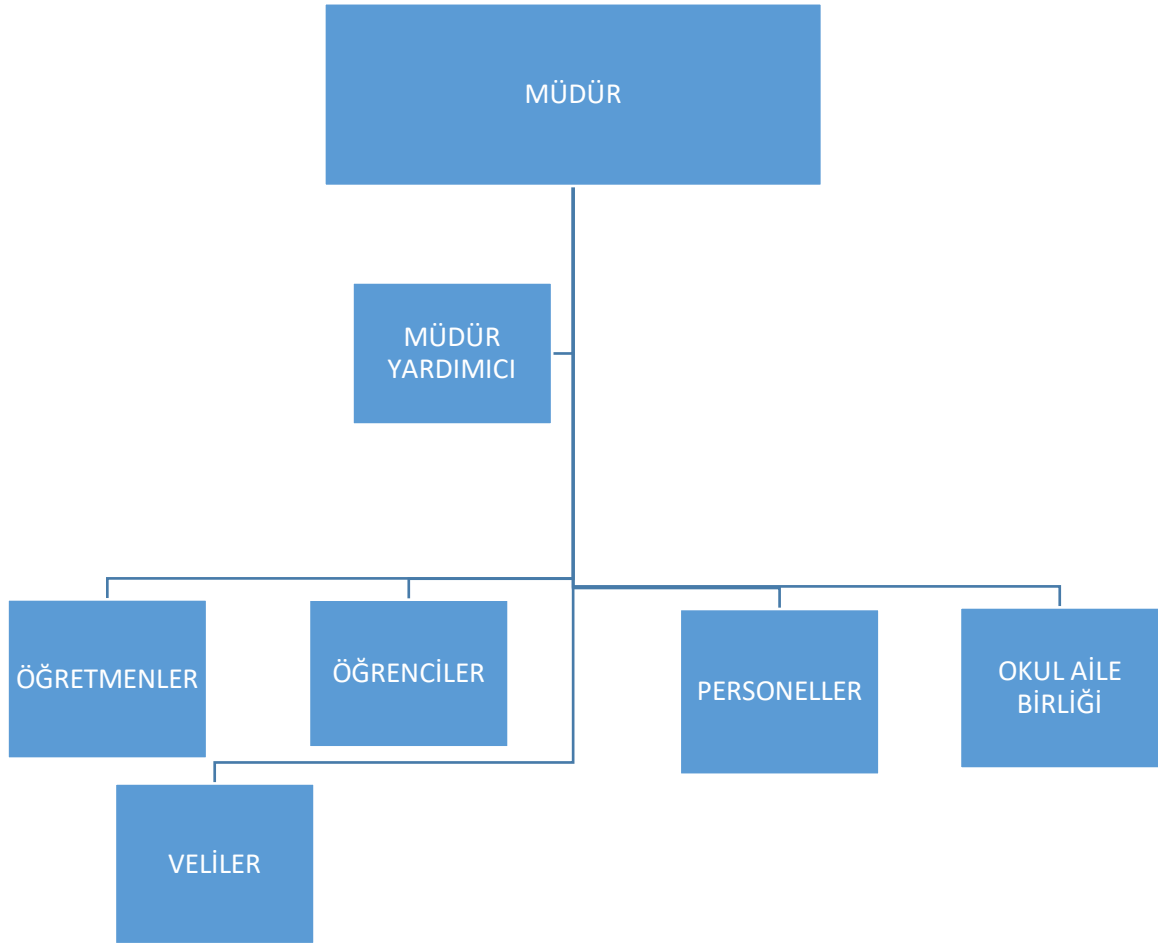 MÜDÜR
MÜDÜR
YARDIMICI
ÖĞRETMENLER
ÖĞRENCİLER
PERSONELLER
OKUL AİLE
BİRLİĞİ
VELİLER